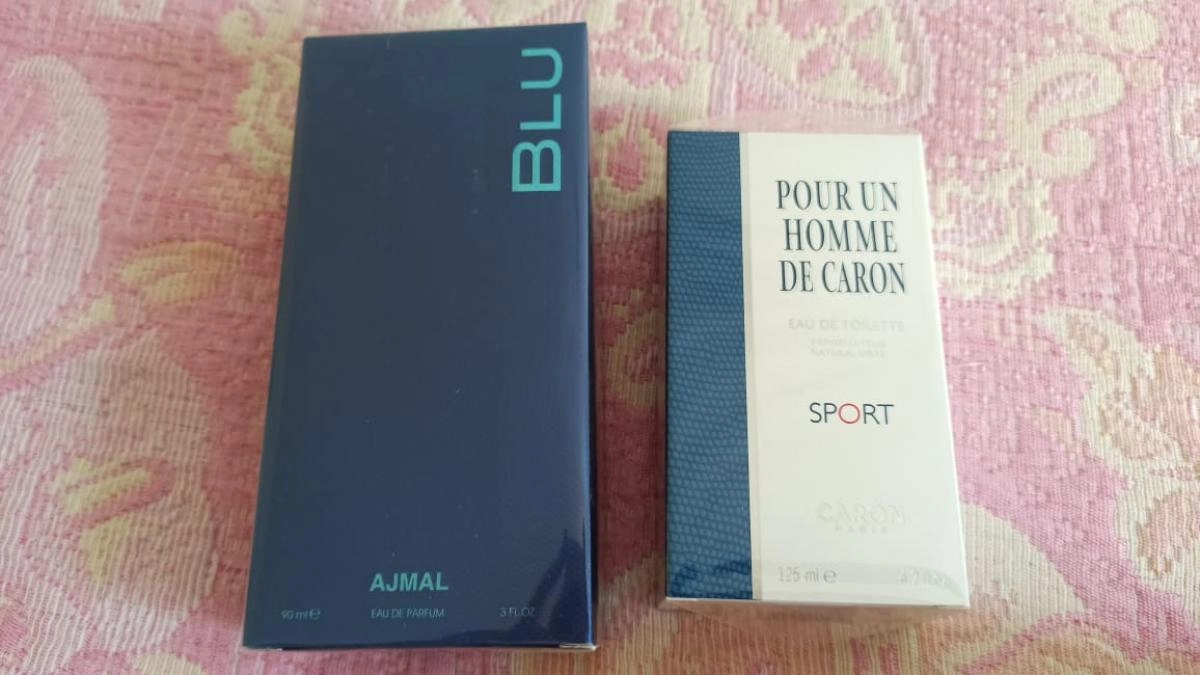 BLU
AJMAL
90 ml e
EAU DE PARFUM
3 FL.OZ
POUR UN
HOMME
DE CARON
EAU DE TOILETTE
VAPORISATEUR
NATURAL SPRAY
SPORT
CARON
PARIS
125 ml e